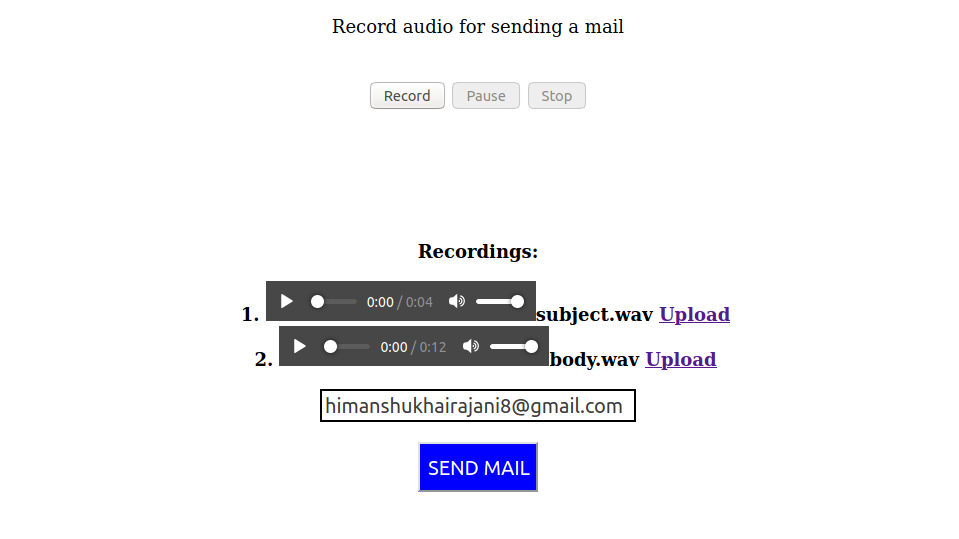 Record audio for sending a mail
Record Pause Stop
Recordings:
1. 0:00 / 0:04 subject.wav Upload
2. 0:00 / 0:12 body.wav Upload
himanshukhairajani8@gmail.com
SEND MAIL